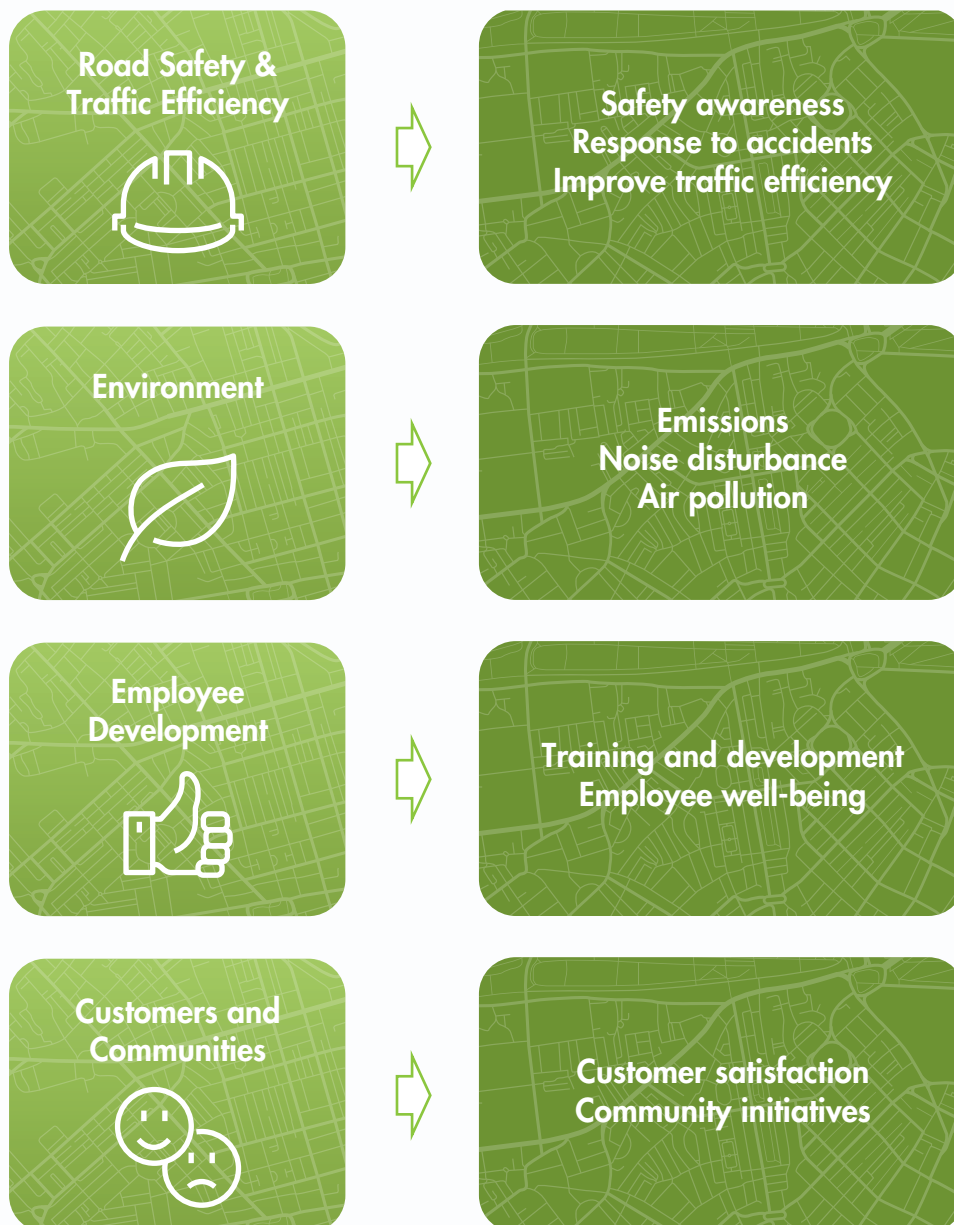 Road Safety &
Traffic Efficiency
Safety awareness
Response to accidents
Improve traffic efficiency
Environment
Emissions
Noise disturbance
Air pollution
Employee
Development
Training and development
Employee well-being
Customers and
Communities
Customer satisfaction
Community initiatives